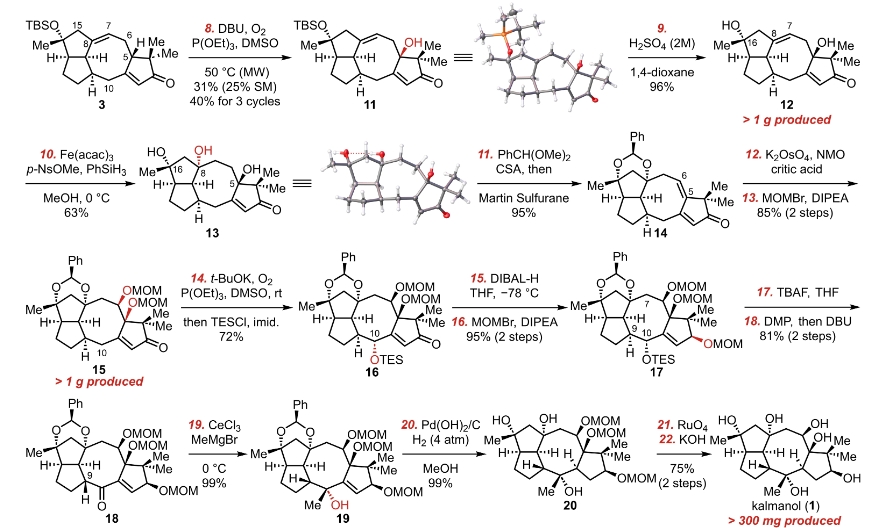 TBSO
15
7
Me
8
6
H
H
5
Me
Me
H
10
O
3
8. DBU, O2
P(OEt)3, DMSO
50 °C (MW)
31% (25% SM)
40% for 3 cycles
TBSO
Me
OH
Me
Me
H
H
H
O
11
9.
H2SO4 (2M)
1,4-dioxane
96%
HO
16
8
7
Me
OH
Me
Me
H
H
H
O
12
> 1 g produced
10. Fe(acac)3
p-NsOMe, PhSiH3
MeOH, 0 °C
63%
HO
OH
16
8
Me
5
OH
Me
Me
H
H
H
O
13
11. PhCH(OMe)2
CSA, then
Martin Sulfurane
95%
Ph
O
O
6
Me
5
Me
Me
H
H
H
O
14
12. K2OsO4, NMO
critic acid
13. MOMBr, DIPEA
85% (2 steps)
Ph
O
O
OMOM
OMOM
Me
Me
Me
H
H
H
10
O
15
> 1 g produced
14. t-BuOK, O2
P(OEt)3, DMSO, rt
then TESCl, imid.
72%
Ph
O
O
OMOM
OMOM
Me
Me
Me
H
H
H
10
OTES
O
16
15. DIBAL-H
THF, −78 °C
16. MOMBr, DIPEA
95% (2 steps)
Ph
O
O
OMOM
OMOM
7
Me
Me
Me
H
H
9
10
H
OTES
OMOM
17
17. TBAF, THF
18. DMP, then DBU
81% (2 steps)
Ph
O
O
OMOM
OMOM
Me
Me
Me
H
H
9
H
O
OMOM
18
19. CeCl3
MeMgBr
0 °C
99%
Ph
O
O
OMOM
OMOM
Me
Me
Me
H
H
H
Me
OH
OMOM
19
20. Pd(OH)2/C
H2 (4 atm)
MeOH
99%
HO
OH
OMOM
OMOM
Me
Me
Me
H
H
H
H
Me
OH
OMOM
20
21. RuO4
22. KOH
75%
(2 steps)
HO
OH
OH
OH
Me
Me
Me
H
H
H
H
Me
OH
OH
kalmanol (1)
> 300 mg produced